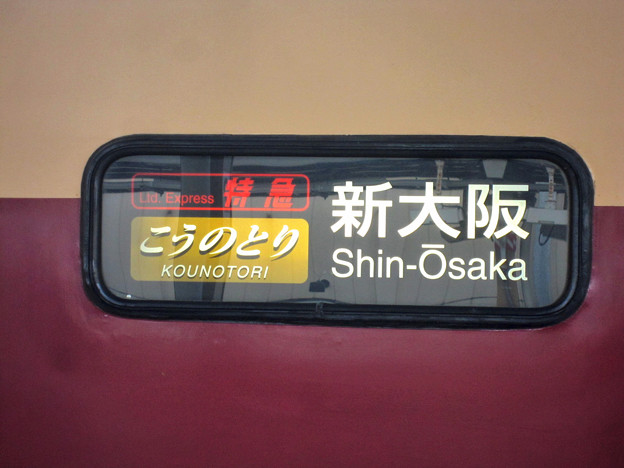 Ltd. Express 特急
こうのとり
KOUNOTORI
新大阪
Shin-Ōsaka